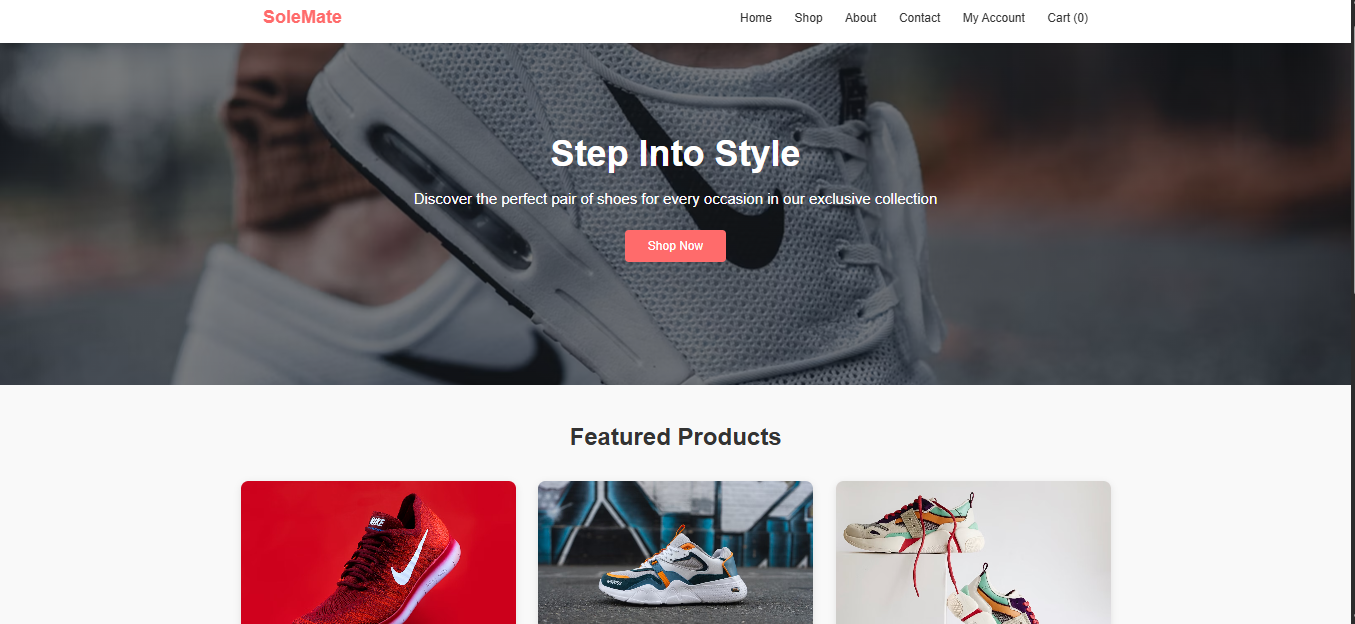 SoleMate
Home Shop About Contact My Account Cart (0)
Step Into Style
Discover the perfect pair of shoes for every occasion in our exclusive collection
Shop Now
Featured Products
NIKE